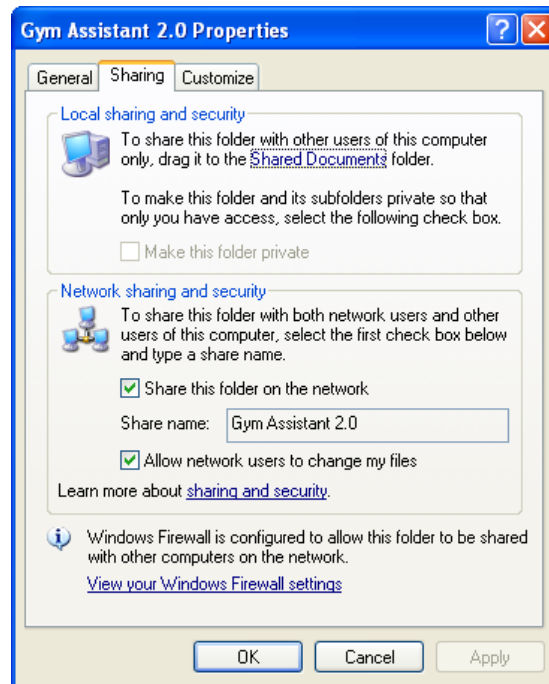 Gym Assistant 2.0 Properties
General Sharing Customize
Local sharing and security
To share this folder with other users of this computer
only, drag it to the Shared Documents folder.
To make this folder and its subfolders private so that
only you have access, select the following check box.
Make this folder private
Network sharing and security
To share this folder with both network users and other
users of this computer, select the first check box below
and type a share name.
Share this folder on the network
Share name: Gym Assistant 2.0
Allow network users to change my files
Learn more about sharing and security.
Windows Firewall is configured to allow this folder to be shared
with other computers on the network.
View your Windows Firewall settings
OK Cancel Apply